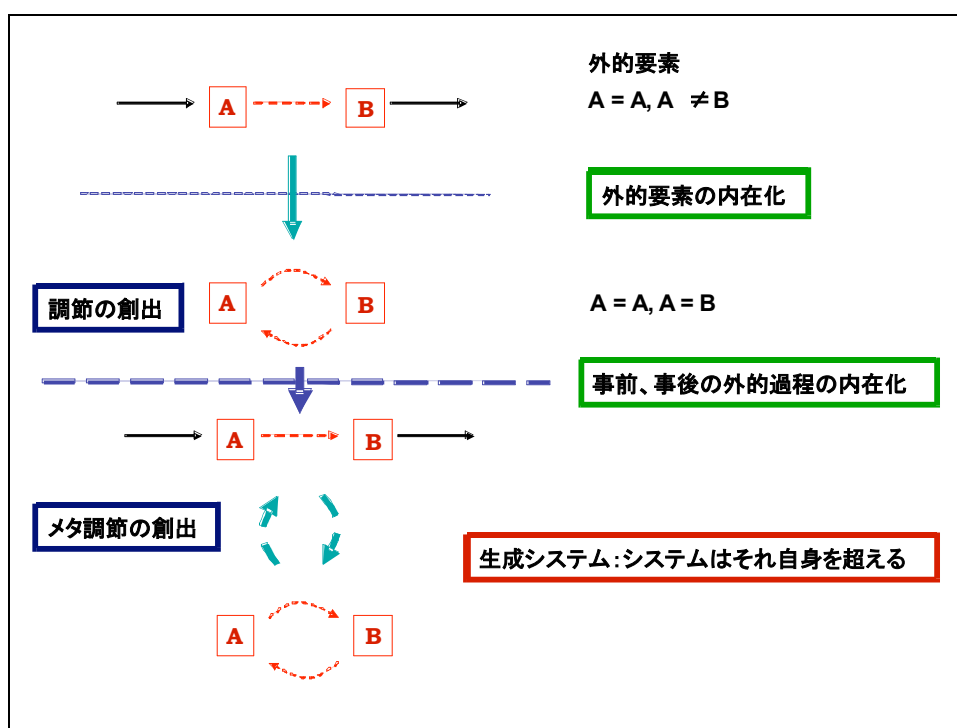 外的要素
A = A, A ≠ B
A B
外的要素の内在化
調節の創出
A B
A = A, A = B
事前、事後の外的過程の内在化
A B
メタ調節の創出
生成システム：システムはそれ自身を超える
A B